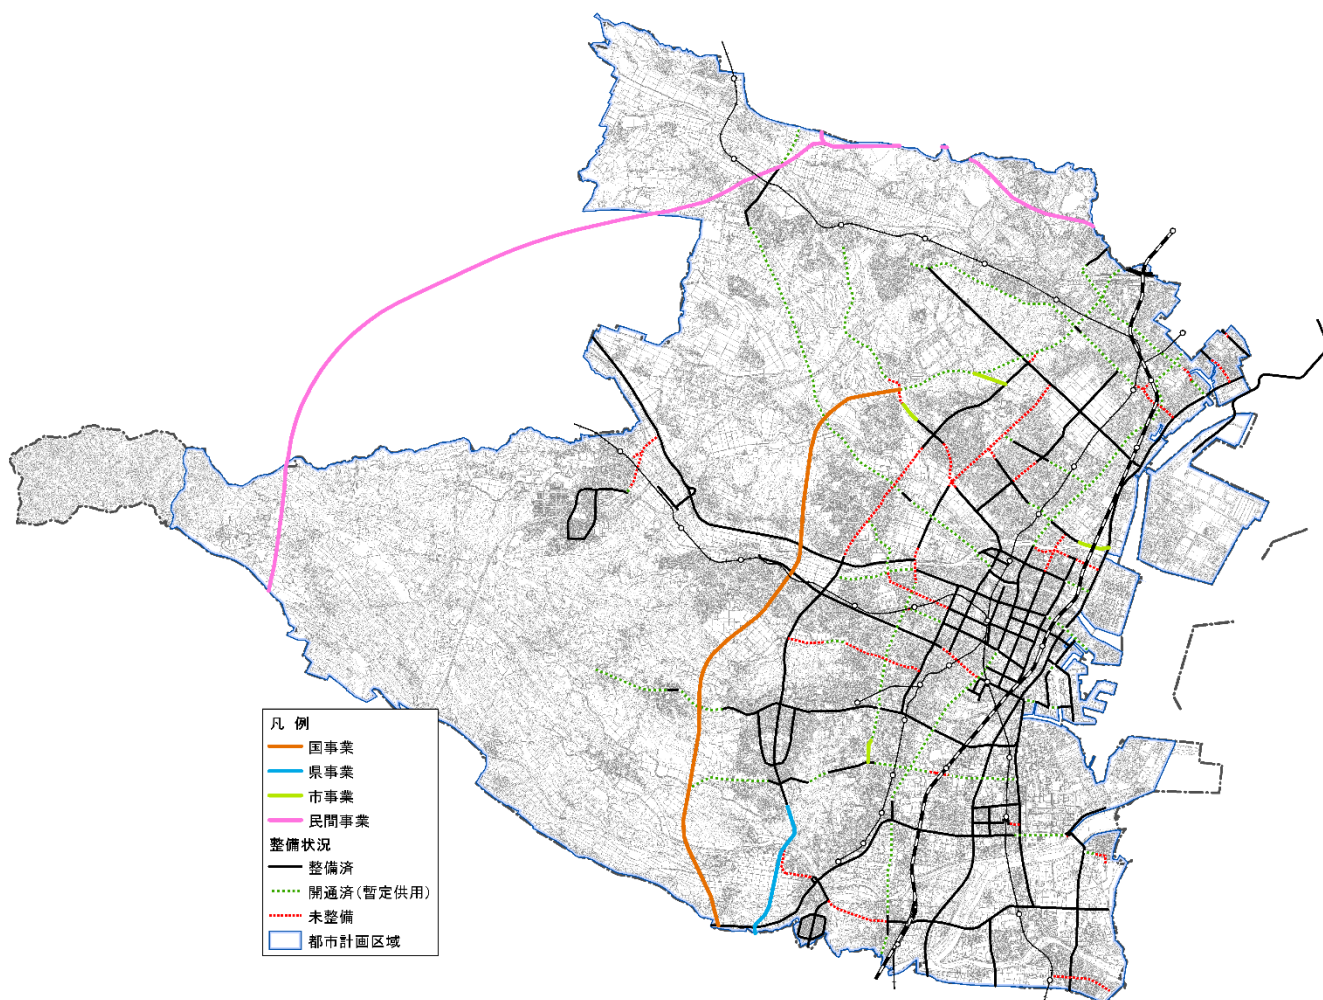 凡 例
国事業
県事業
市事業
民間事業
整備状況
整備済
開通済(暫定供用)
未整備
都市計画区域